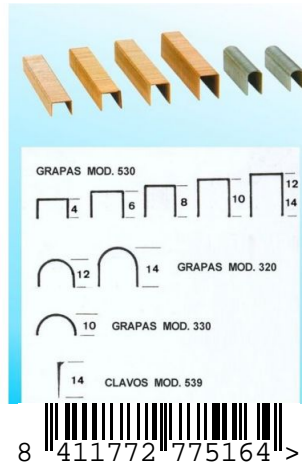 GRAPAS MOD. 530
4
6
8
10
12
14
12
14
GRAPAS MOD. 320
10
GRAPAS MOD. 330
14
CLAVOS MOD. 539
8 411772 775164 >